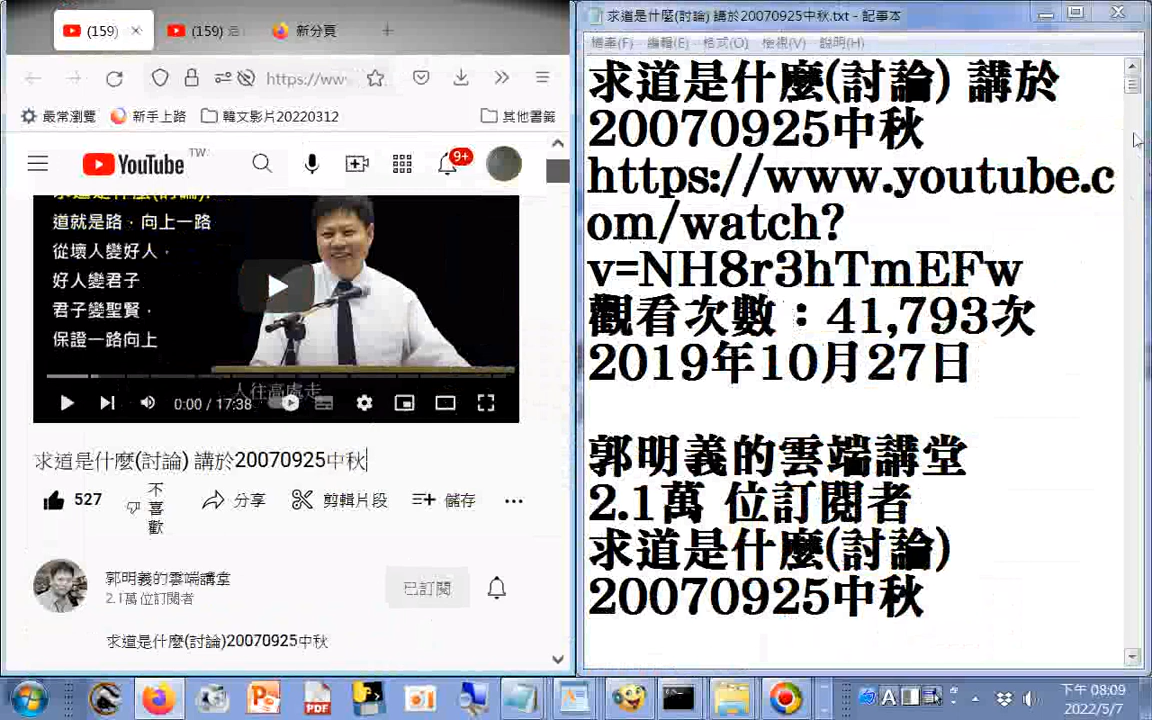 (159)
(159) 是
新分頁
https://www
最常瀏覽
新手上路
韓文影片20220312
其他書籤
YouTube
TW
9+
求道是什麼(討論):
道就是路，向上一路
從壞人變好人，
好人變君子
君子變聖賢，
保證一路向上
人往高處走
0:00 / 17:38
求道是什麼(討論) 講於20070925中秋
527
不喜歡
分享
剪輯片段
儲存
郭明義的雲端講堂
2.1萬 位訂閱者
已訂閱
求道是什麼(討論)20070925中秋
求道是什麼(討論) 講於20070925中秋.txt - 記事本
檔案(F) 編輯(E) 格式(O) 檢視(V) 說明(H)
求道是什麼(討論) 講於
20070925中秋
https://www.youtube.c
om/watch?
v=NH8r3hTmEFw
觀看次數：41,793次
2019年10月27日
郭明義的雲端講堂
2.1萬 位訂閱者
求道是什麼(討論)
20070925中秋
PDF
A
下午 08:09
2022/5/7